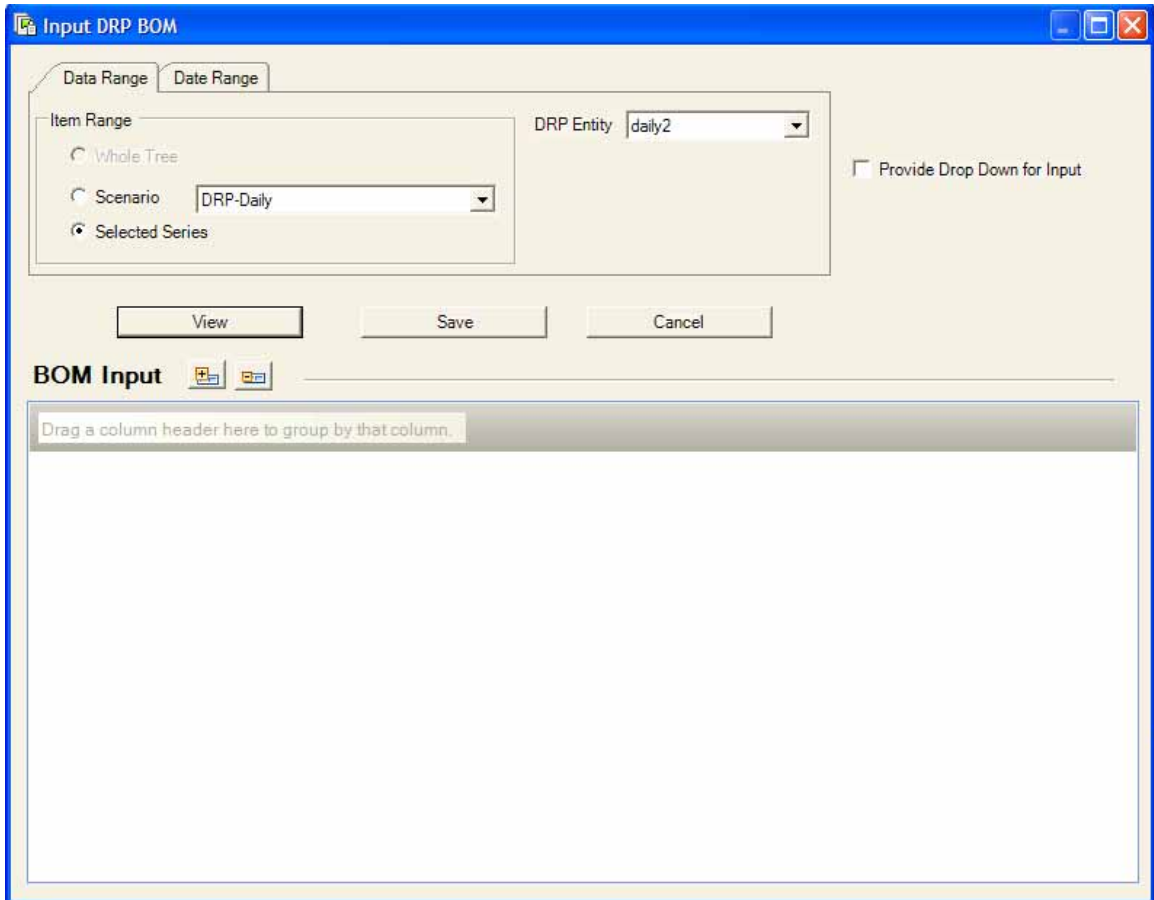 Input DRP BOM
Data Range Date Range
Item Range
DRP Entity daily2
Whole Tree
Provide Drop Down for Input
Scenario DRP-Daily
Selected Series
View Save Cancel
BOM Input
Drag a column header here to group by that column.